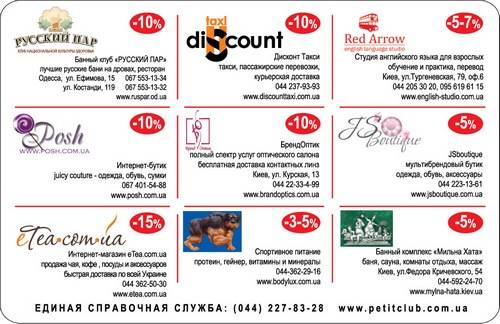 РУССКИЙ ПАР
КЛУБ НАЦИОНАЛЬНОЙ КУЛЬТУРЫ ЗДОРОВЬЯ
-10%
Банный клуб «РУССКИЙ ПАР»
лучшие русские бани на дровах, ресторан
Одесса, ул. Ефимова, 15 067 553-13-34
ул. Костанди, 119 067 553-13-32
www.ruspar.od.ua
taxi
discount
-10%
Дисконт Такси
такси, пассажирские перевозки,
курьерская доставка
044 237-93-93
www.discounttaxi.com.ua
Red Arrow
english language studio
-5-7%
Студия английского языка для взрослых
обучение и практика, перевод
Киев, ул.Тургеневская, 79, оф.6
044 205 30 20, 095 619 61 15
www.english-studio.com.ua
Posh
WWW.POSH.COM.UA
-10%
Интернет-бутик
juicy couture - одежда, обувь, сумки
067 401-54-88
www.posh.com.ua
-10%
БрендОптик
полный спектр услуг оптического салона
бесплатная доставка контактных линз
Киев, ул. Курская, 13
044 22-33-4-99
www.brandoptics.com.ua
JS
Boutique
-5%
JSboutique
мультибрендовый бутик
одежда, обувь, аксессуары
044 223-13-61
www.jsboutique.com.ua
eTea.com.ua
-15%
Интернет-магазин eTea.com.ua
продажа чая, кофе , посуды и аксессуаров
быстрая доставка по всей Украине
044 362-50-30
www.etea.com.ua
-3-5%
Спортивное питание
протеин, гейнер, витамины и минералы
044-362-29-16
www.bodylux.com.ua
-5%
Банный комплекс «Мильна Хата»
баня, сауна, комнаты отдыха, массаж
Киев, ул.Федора Кричевского, 54
044-592-24-70
www.mylna-hata.kiev.ua
ЕДИНАЯ СПРАВОЧНАЯ СЛУЖБА: (044) 227-83-28 www.petitclub.com.ua